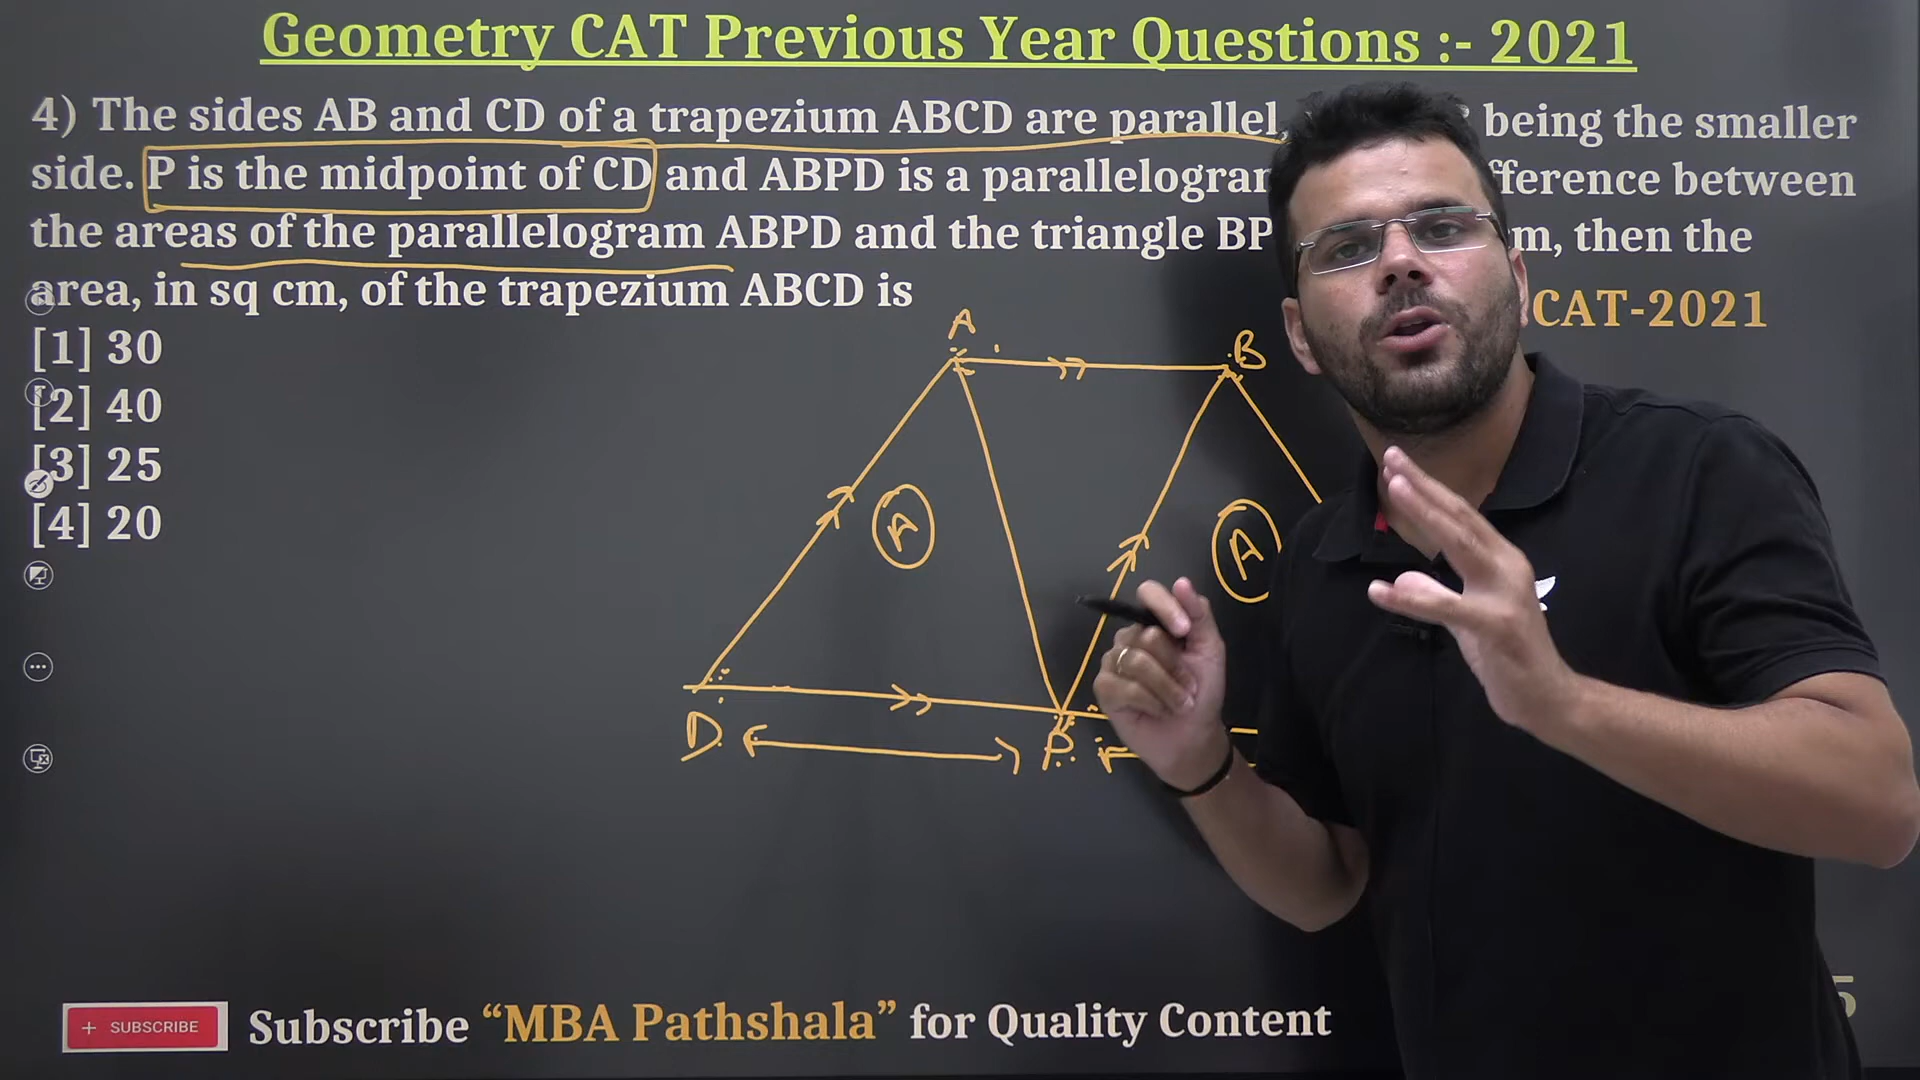 Geometry CAT Previous Year Questions :- 2021
4) The sides AB and CD of a trapezium ABCD are parallel, being the smaller
side. P is the midpoint of CD and ABPD is a between
the areas of the parallelogram ABPD and the triangle then the
area, in sq cm, of the trapezium ABCD is
CAT-2021
[1] 30
[2] 40
[3] 25
[4] 20
A
B
A
A
D
P
+ SUBSCRIBE
Subscribe “MBA Pathshala” for Quality Content